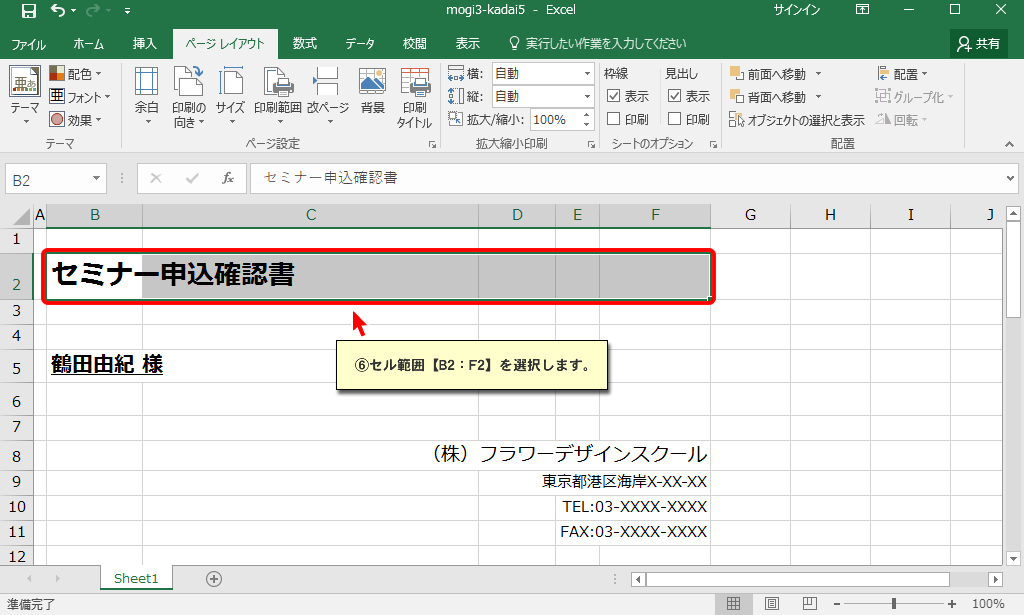 mogi3-kadai5 - Excel
サインイン
ファイル ホーム 挿入 ページ レイアウト 数式 データ 校閲 表示 実行したい作業を入力してください 共有
テーマ
配色
フォント
効果
テーマ
余白
印刷の
向き
サイズ
印刷範囲
改ページ
背景
印刷
タイトル
ページ設定
横: 自動
縦: 自動
拡大/縮小: 100%
拡大縮小印刷
枠線 見出し
表示 表示
印刷 印刷
シートのオプション
前面へ移動
背面へ移動
オブジェクトの選択と表示
配置
グループ化
回転
配置
B2
fx
セミナー申込確認書
A B C D E F G H I J
1
2 セミナー申込確認書
3
4
⑥セル範囲【B2：F2】を選択します。
5 鶴田由紀 様
6
7
8 （株）フラワーデザインスクール
9 東京都港区海岸X-XX-XX
10 TEL:03-XXXX-XXXX
11 FAX:03-XXXX-XXXX
12
Sheet1
準備完了
100%